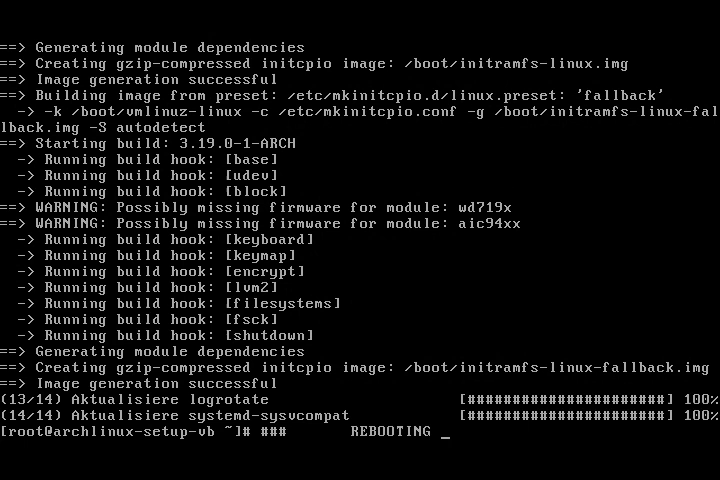 ==> Generating module dependencies
==> Creating gzip-compressed initcpio image: /boot/initramfs-linux.img
==> Image generation successful
==> Building image from preset: /etc/mkinitcpio.d/linux.preset: 'fallback'
  -> -k /boot/vmlinuz-linux -c /etc/mkinitcpio.conf -g /boot/initramfs-linux-fal
lback.img -S autodetect
==> Starting build: 3.19.0-1-ARCH
  -> Running build hook: [base]
  -> Running build hook: [udev]
  -> Running build hook: [block]
==> WARNING: Possibly missing firmware for module: wd719x
==> WARNING: Possibly missing firmware for module: aic94xx
  -> Running build hook: [keyboard]
  -> Running build hook: [keymap]
  -> Running build hook: [encrypt]
  -> Running build hook: [lvm2]
  -> Running build hook: [filesystems]
  -> Running build hook: [fsck]
  -> Running build hook: [shutdown]
==> Generating module dependencies
==> Creating gzip-compressed initcpio image: /boot/initramfs-linux-fallback.img
==> Image generation successful
(13/14) Aktualisiere logrotate                     [######################] 100%
(14/14) Aktualisiere systemd-sysvcompat            [######################] 100%
[root@archlinux-setup-vb ~]# ###       REBOOTING _